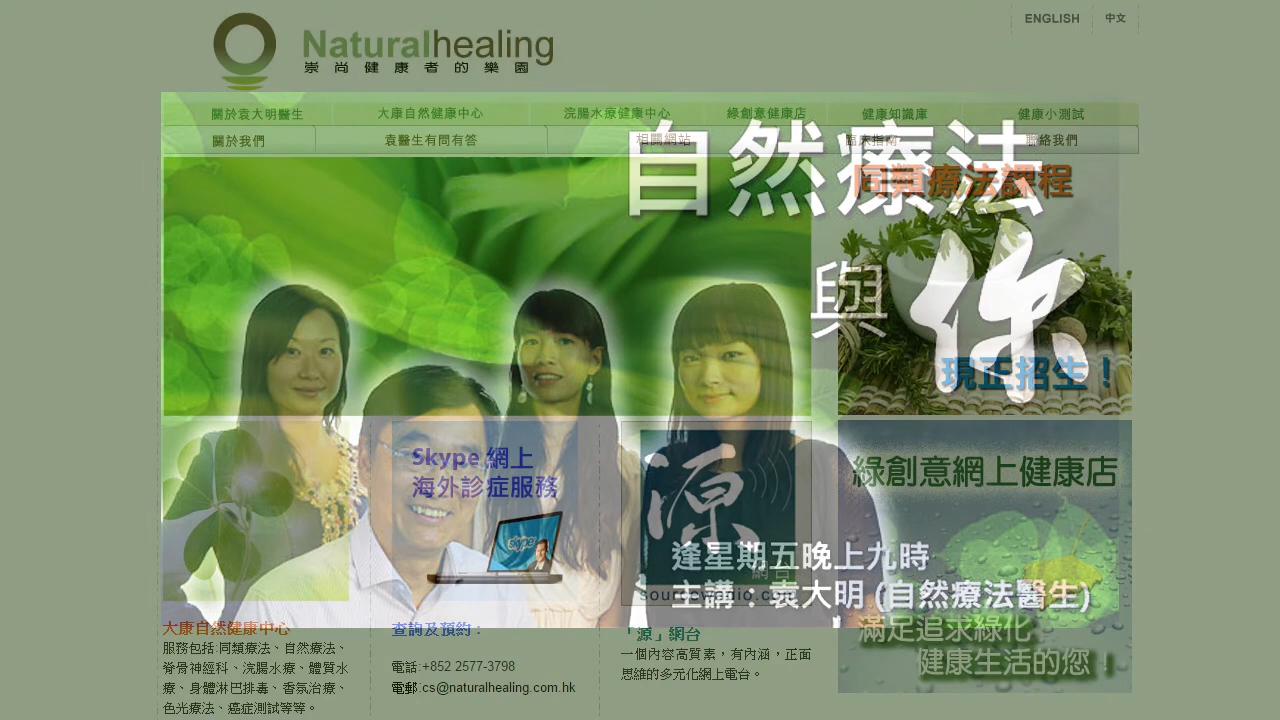 ENGLISH
中文
Naturalhealing
崇尚健康者的樂園
關於袁大明醫生
大康自然健康中心
浣腸水療健康中心
綠創意健康店
健康知識庫
健康小測試
關於我們
袁醫生有問有答
相關網站
臨床指南
聯絡我們
自然療法
同類療法課程
與
你
現正招生！
Skype 網上
海外診症服務
skype
源
綠創意網上健康店
逢星期五晚上九時
網台
主講：袁大明 (自然療法醫生)
滿足追求綠化
健康生活的您！
大康自然健康中心
服務包括:同類療法、自然療法、
脊骨神經科、浣腸水療、體質水
療、身體淋巴排毒、香薰治療、
色光療法、癌症測試等等。
查詢及預約：
電話:+852 2577-3798
電郵:cs@naturalhealing.com.hk
「源」網台
一個內容高質素，有內涵，正面
思維的多元化網上電台。